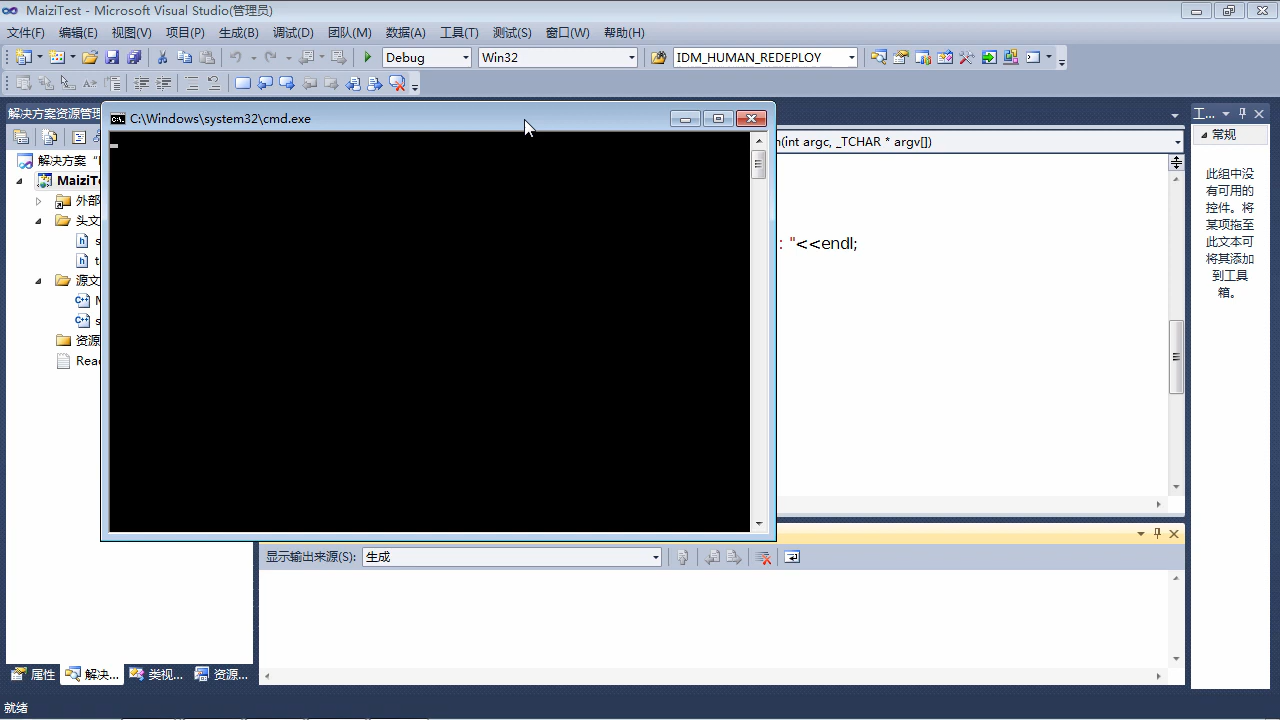 MaiziTest - Microsoft Visual Studio(管理员)
文件(F) 编辑(E) 视图(V) 项目(P) 生成(B) 调试(D) 团队(M) 数据(A) 工具(T) 测试(S) 窗口(W) 帮助(H)
Debug Win32 IDM_HUMAN_REDEPLOY
解决方案资源管理
C:\Windows\system32\cmd.exe
工...
常规
(int argc, _TCHAR * argv[])
解决方案
MaiziT
外部
头文
s
t
源文
M
s
资源
Read
: "<<endl;
此组中没
有可用的
控件。将
某项拖至
此文本可
将其添加
到工具
箱。
显示输出来源(S): 生成
属性 解决... 类视... 资源...
就绪